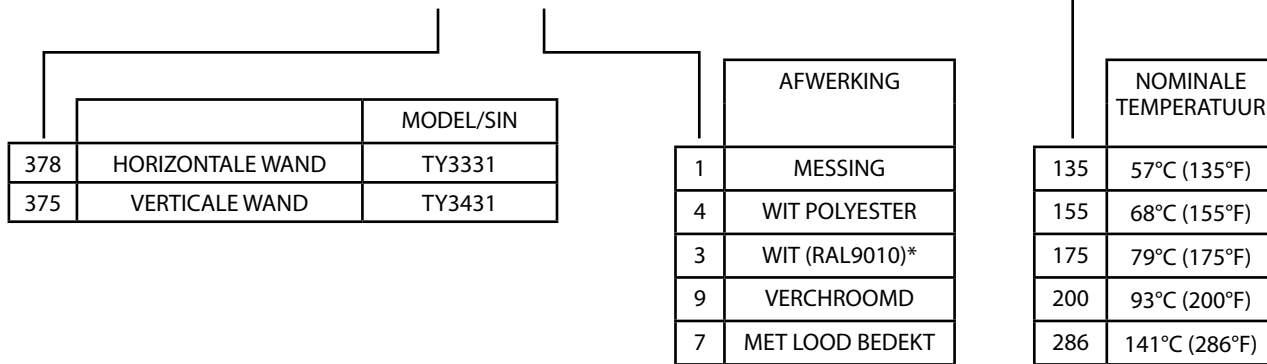 MODEL/SIN
378 HORIZONTALE WAND TY3331
375 VERTICALE WAND TY3431
AFWERKING
1 MESSING
4 WIT POLYESTER
3 WIT (RAL9010)*
9 VERCHROOMD
7 MET LOOD BEDEKT
NOMINALE
TEMPERATUUR
135 57°C (135°F)
155 68°C (155°F)
175 79°C (175°F)
200 93°C (200°F)
286 141°C (286°F)